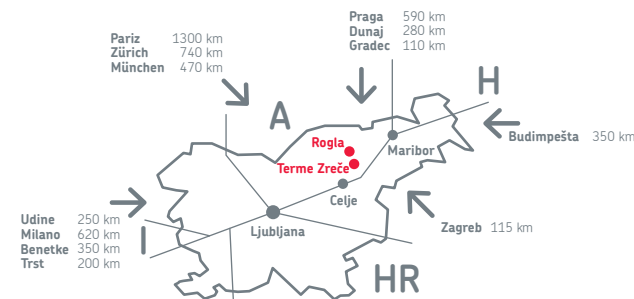 Praga 590 km
Dunaj 280 km
Gradec 110 km
Pariz 1300 km
Zürich 740 km
München 470 km
H
A
Rogla
Maribor
Budimpešta 350 km
Terme Zreče
Celje
Udine 250 km
Milano 620 km
Benetke 350 km
Trst 200 km
I
Ljubljana
Zagreb 115 km
HR